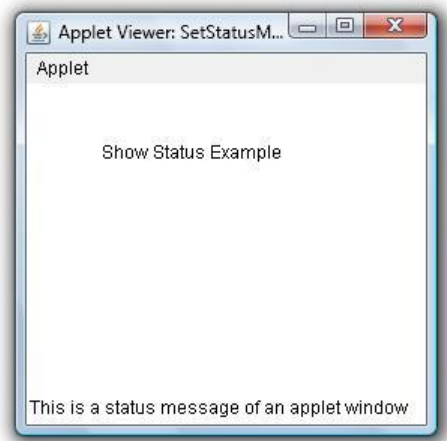 Applet Viewer: SetStatusM...
Applet
Show Status Example
This is a status message of an applet window